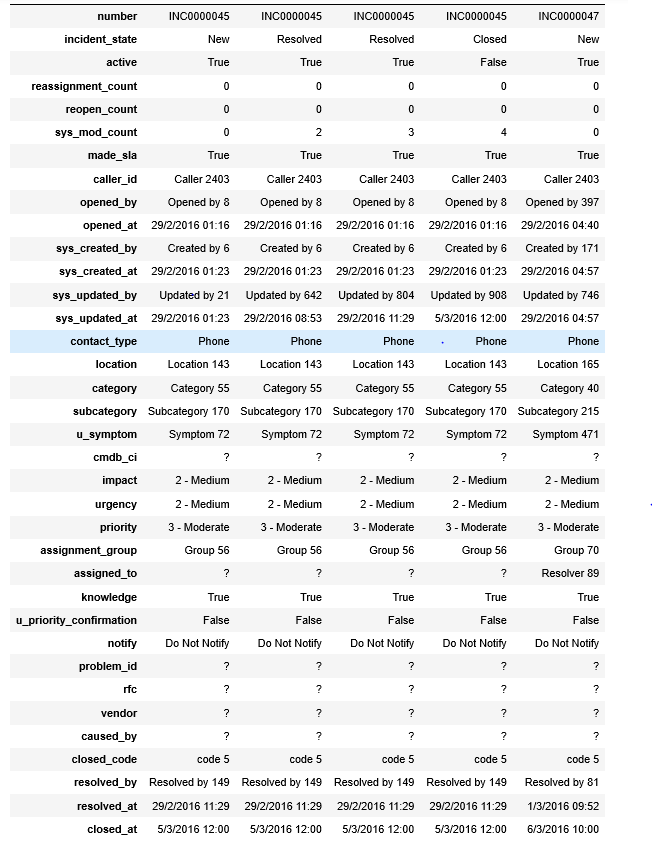 number INC0000045 INC0000045 INC0000045 INC0000045 INC0000047
incident_state New Resolved Resolved Closed New
active True True True False True
reassignment_count 0 0 0 0 0
reopen_count 0 0 0 0 0
sys_mod_count 0 2 3 4 0
made_sla True True True True True
caller_id Caller 2403 Caller 2403 Caller 2403 Caller 2403 Caller 2403
opened_by Opened by 8 Opened by 8 Opened by 8 Opened by 8 Opened by 397
opened_at 29/2/2016 01:16 29/2/2016 01:16 29/2/2016 01:16 29/2/2016 01:16 29/2/2016 04:40
sys_created_by Created by 6 Created by 6 Created by 6 Created by 6 Created by 171
sys_created_at 29/2/2016 01:23 29/2/2016 01:23 29/2/2016 01:23 29/2/2016 01:23 29/2/2016 04:57
sys_updated_by Updated by 21 Updated by 642 Updated by 804 Updated by 908 Updated by 746
sys_updated_at 29/2/2016 01:23 29/2/2016 08:53 29/2/2016 11:29 5/3/2016 12:00 29/2/2016 04:57
contact_type Phone Phone Phone Phone Phone
location Location 143 Location 143 Location 143 Location 143 Location 165
category Category 55 Category 55 Category 55 Category 55 Category 40
subcategory Subcategory 170 Subcategory 170 Subcategory 170 Subcategory 170 Subcategory 215
u_symptom Symptom 72 Symptom 72 Symptom 72 Symptom 72 Symptom 471
cmdb_ci ? ? ? ? ?
impact 2 - Medium 2 - Medium 2 - Medium 2 - Medium 2 - Medium
urgency 2 - Medium 2 - Medium 2 - Medium 2 - Medium 2 - Medium
priority 3 - Moderate 3 - Moderate 3 - Moderate 3 - Moderate 3 - Moderate
assignment_group Group 56 Group 56 Group 56 Group 56 Group 70
assigned_to ? ? ? ? Resolver 89
knowledge True True True True True
u_priority_confirmation False False False False False
notify Do Not Notify Do Not Notify Do Not Notify Do Not Notify Do Not Notify
problem_id ? ? ? ? ?
rfc ? ? ? ? ?
vendor ? ? ? ? ?
caused_by ? ? ? ? ?
closed_code code 5 code 5 code 5 code 5 code 5
resolved_by Resolved by 149 Resolved by 149 Resolved by 149 Resolved by 149 Resolved by 81
resolved_at 29/2/2016 11:29 29/2/2016 11:29 29/2/2016 11:29 29/2/2016 11:29 1/3/2016 09:52
closed_at 5/3/2016 12:00 5/3/2016 12:00 5/3/2016 12:00 5/3/2016 12:00 6/3/2016 10:00